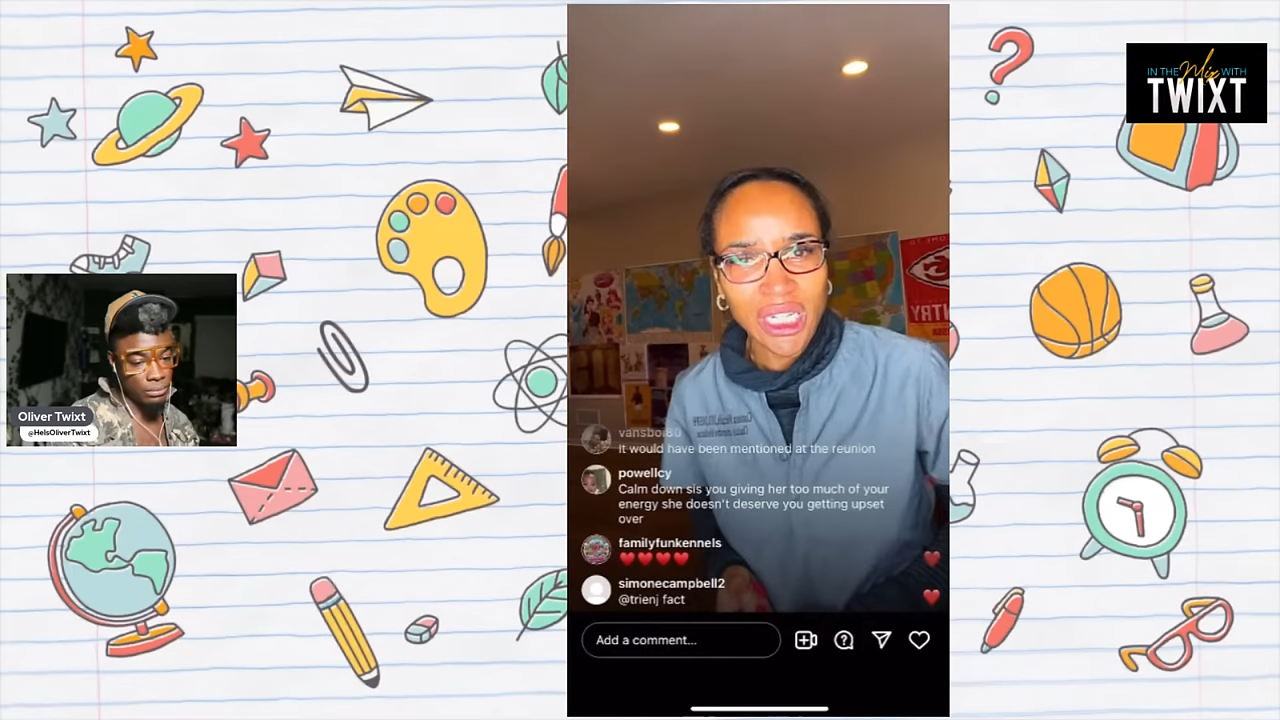 IN THE Mix WITH
TWIXT
Oliver Twixt
@HelsOliverTwixt
vansboi80
it would have been mentioned at the reunion
powellcy
Calm down sis you giving her too much of your
energy she doesn't deserve you getting upset
over
familyfunkennels
❤️❤️❤️❤️
simonecampbell2
@trienj fact
Add a comment...